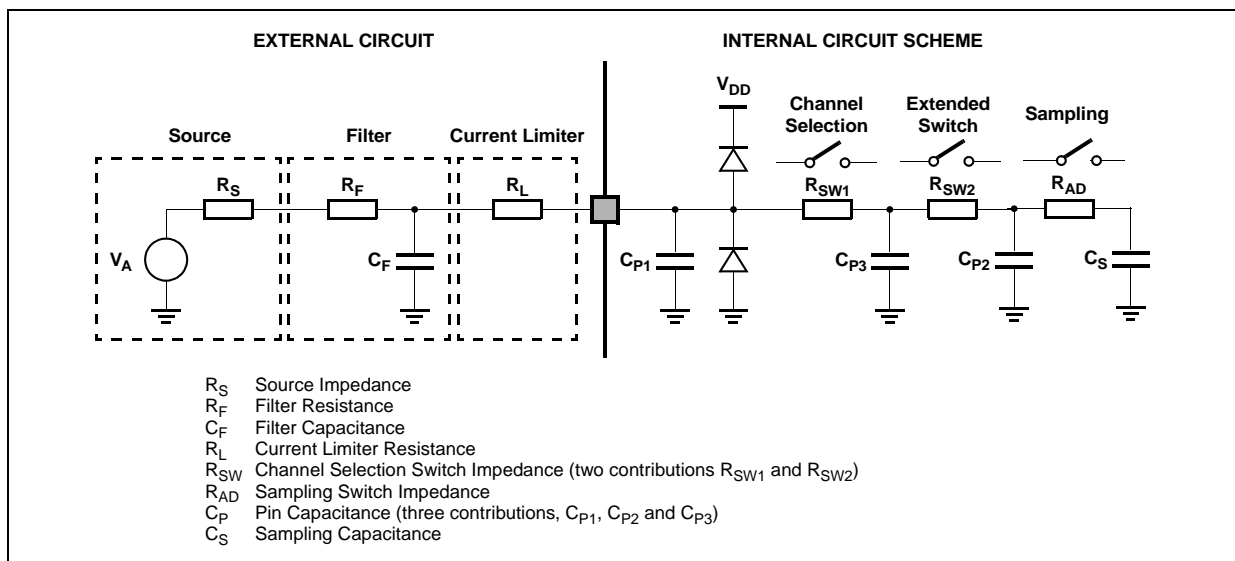 EXTERNAL CIRCUIT
INTERNAL CIRCUIT SCHEME
VDD
Channel Selection
Extended Switch
Sampling
Source
Filter
Current Limiter
RS
RF
RL
RSW1
RSW2
RAD
VA
CF
CP1
CP3
CP2
CS
RS Source Impedance
RF Filter Resistance
CF Filter Capacitance
RL Current Limiter Resistance
RSW Channel Selection Switch Impedance (two contributions RSW1 and RSW2)
RAD Sampling Switch Impedance
CP Pin Capacitance (three contributions, CP1, CP2 and CP3)
CS Sampling Capacitance